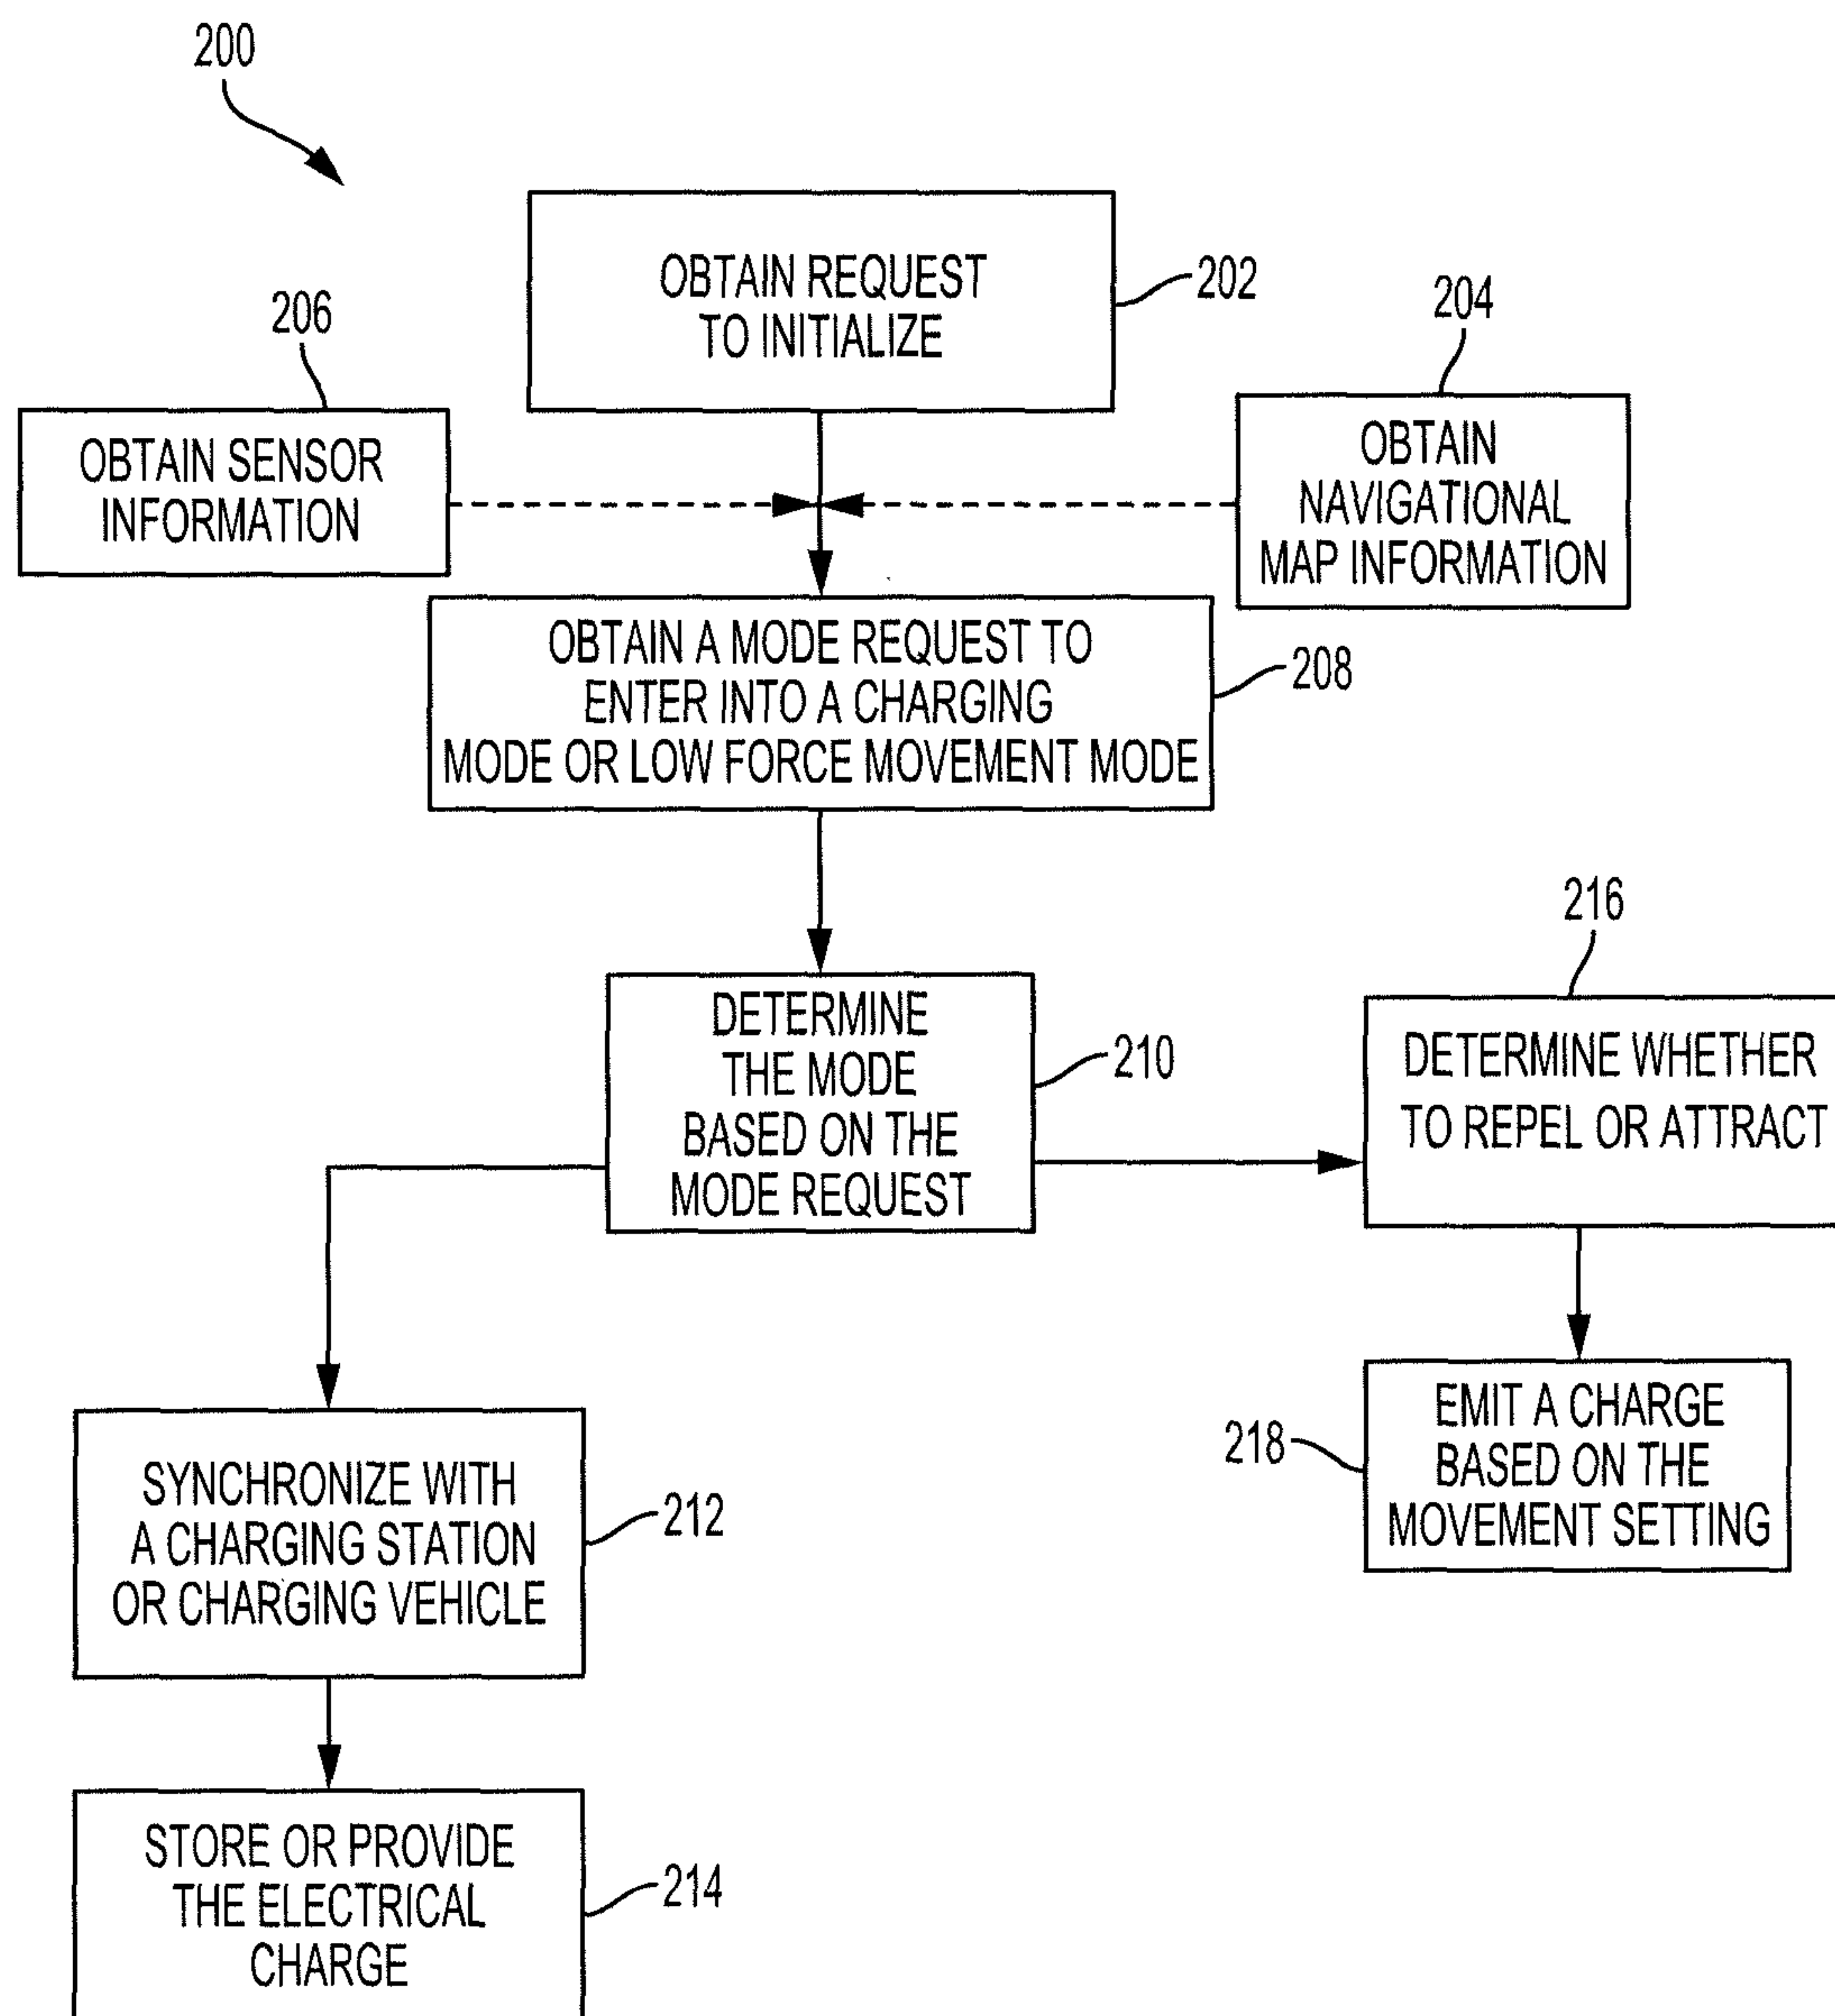 200
OBTAIN REQUEST
TO INITIALIZE
202
206
204
OBTAIN SENSOR
INFORMATION
OBTAIN
NAVIGATIONAL
MAP INFORMATION
OBTAIN A MODE REQUEST TO
ENTER INTO A CHARGING
MODE OR LOW FORCE MOVEMENT MODE
208
DETERMINE
THE MODE
BASED ON THE
MODE REQUEST
210
216
DETERMINE WHETHER
TO REPEL OR ATTRACT
EMIT A CHARGE
BASED ON THE
MOVEMENT SETTING
218
SYNCHRONIZE WITH
A CHARGING STATION
OR CHARGING VEHICLE
212
STORE OR PROVIDE
THE ELECTRICAL
CHARGE
214